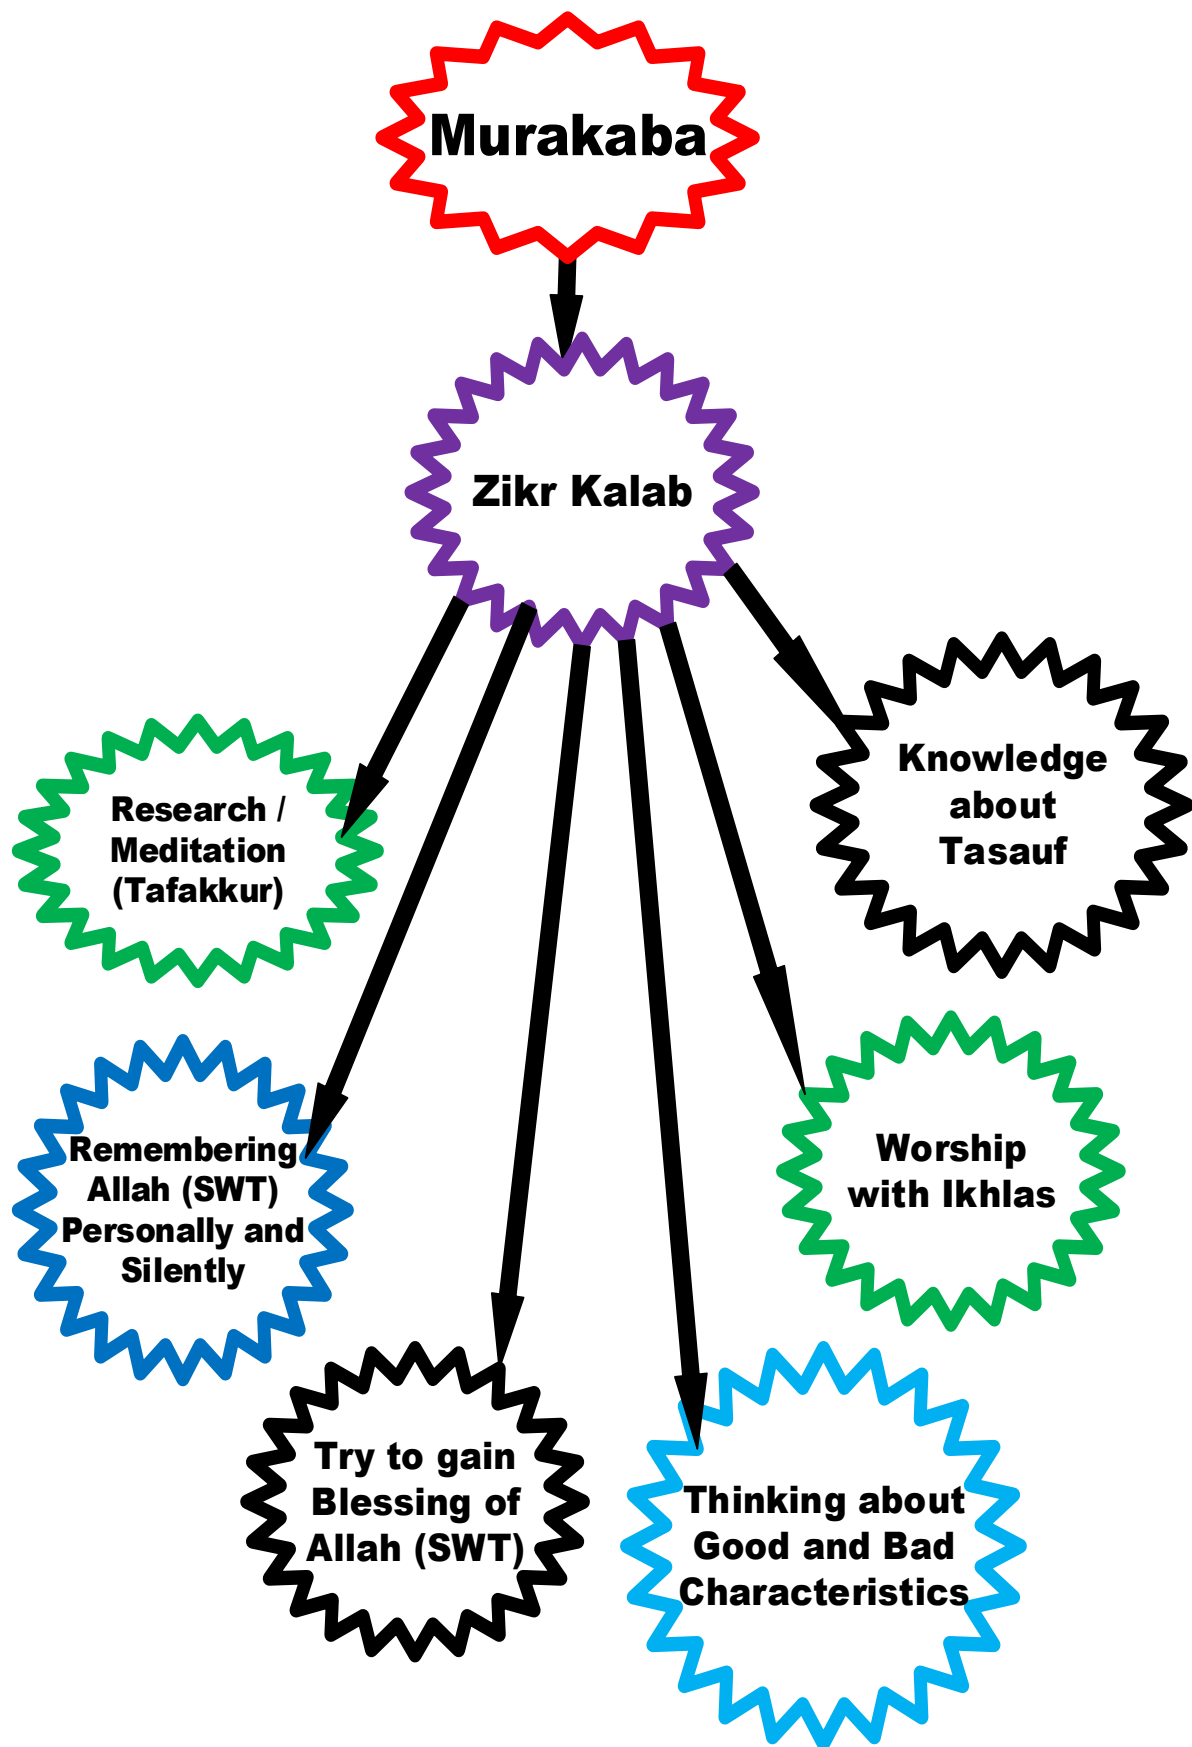 Murakaba
Zikr Kalab
Research /
Meditation
(Tafakkur)
Knowledge
about
Tasauf
Remembering
Allah (SWT)
Personally and
Silently
Worship
with Ikhlas
Try to gain
Blessing of
Allah (SWT)
Thinking about
Good and Bad
Characteristics